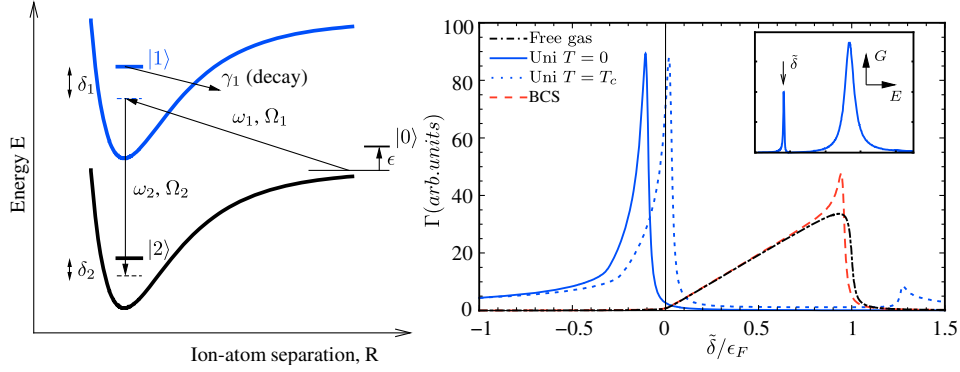 Energy E
|1⟩
δ₁
γ₁ (decay)
ω₁, Ω₁
|0⟩
ϵ
ω₂, Ω₂
|2⟩
δ₂
Ion-atom separation, R
Γ(arb.units)
100
80
60
40
20
0
-1
-0.5
0
0.5
1
1.5
δ̃/ϵ_F
Free gas
Uni T = 0
Uni T = T_c
BCS
δ̃
G
E